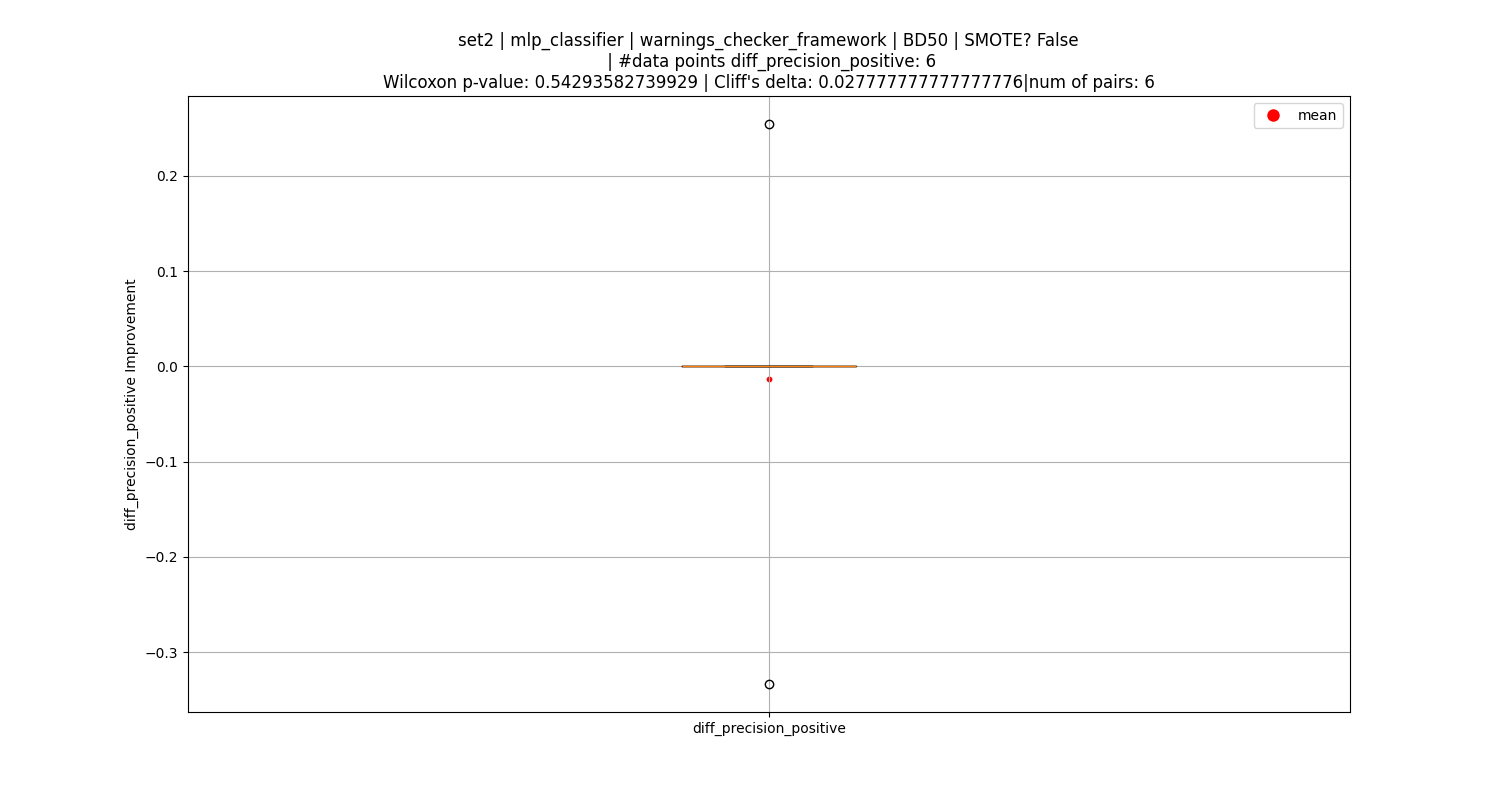 set2 | mlp_classifier | warnings_checker_framework | BD50 | SMOTE? False
| #data points diff_precision_positive: 6
Wilcoxon p-value: 0.54293582739929 | Cliff's delta: 0.027777777777777776|num of pairs: 6
mean
0.2
0.1
0.0
−0.1
−0.2
−0.3
diff_precision_positive Improvement
diff_precision_positive